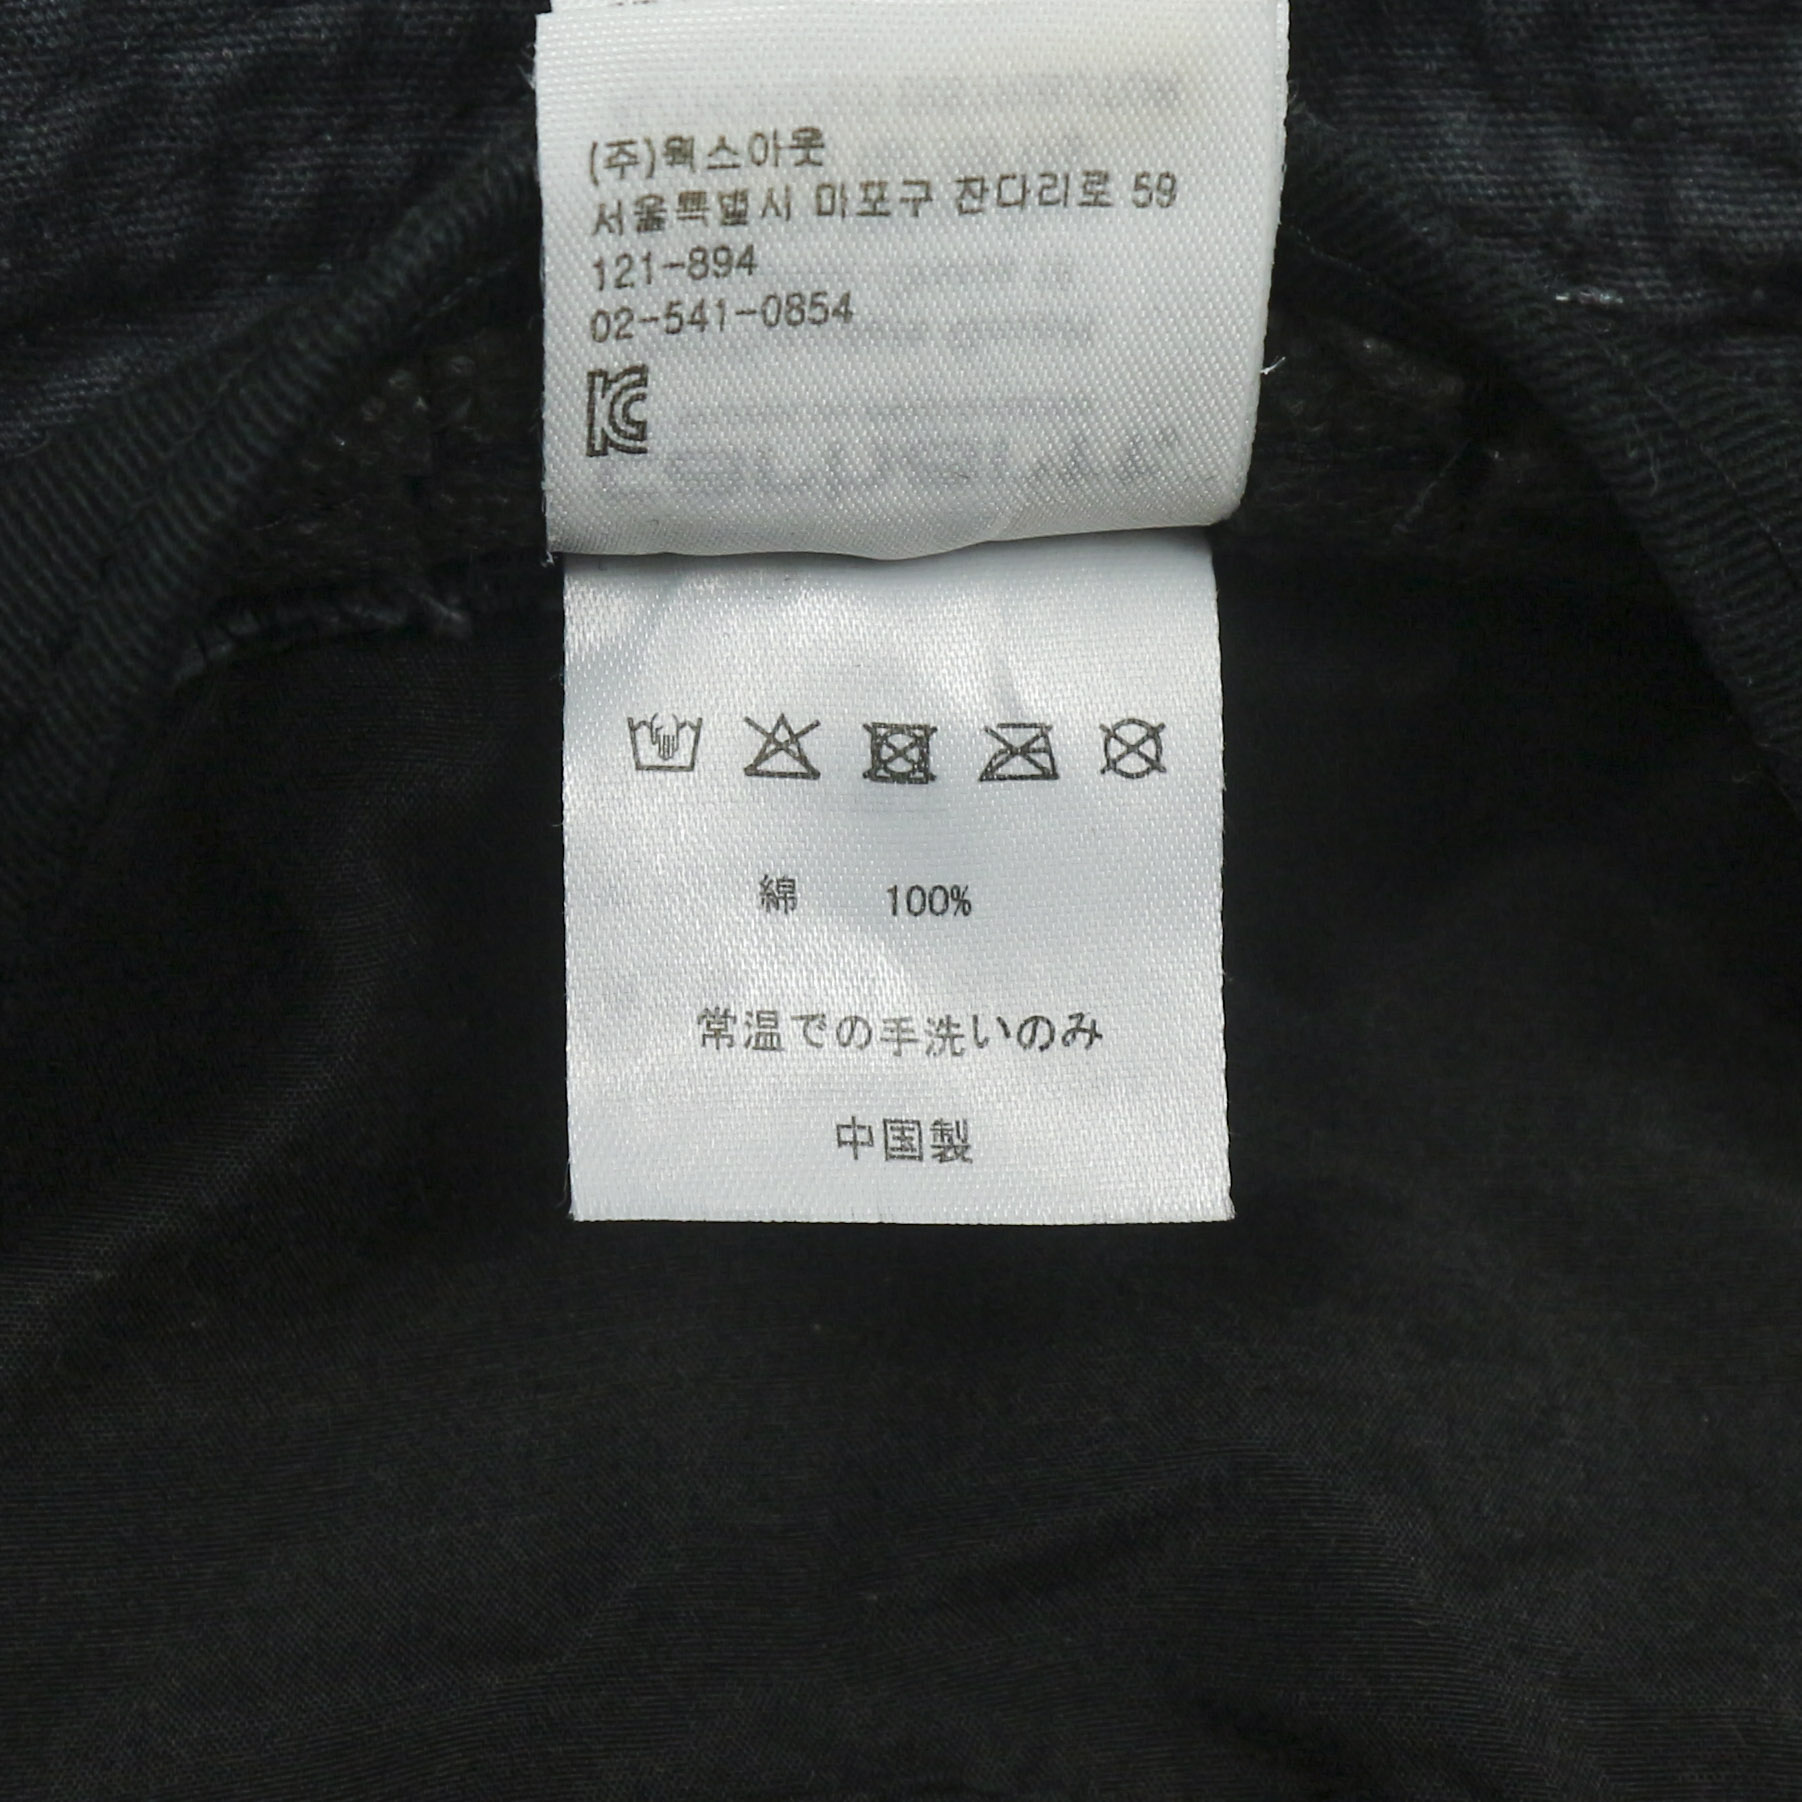 (주)웍스아웃
서울특별시 마포구 잔다리로 59
121-894
02-541-0854
綿 100%
常温での手洗いのみ
中国製